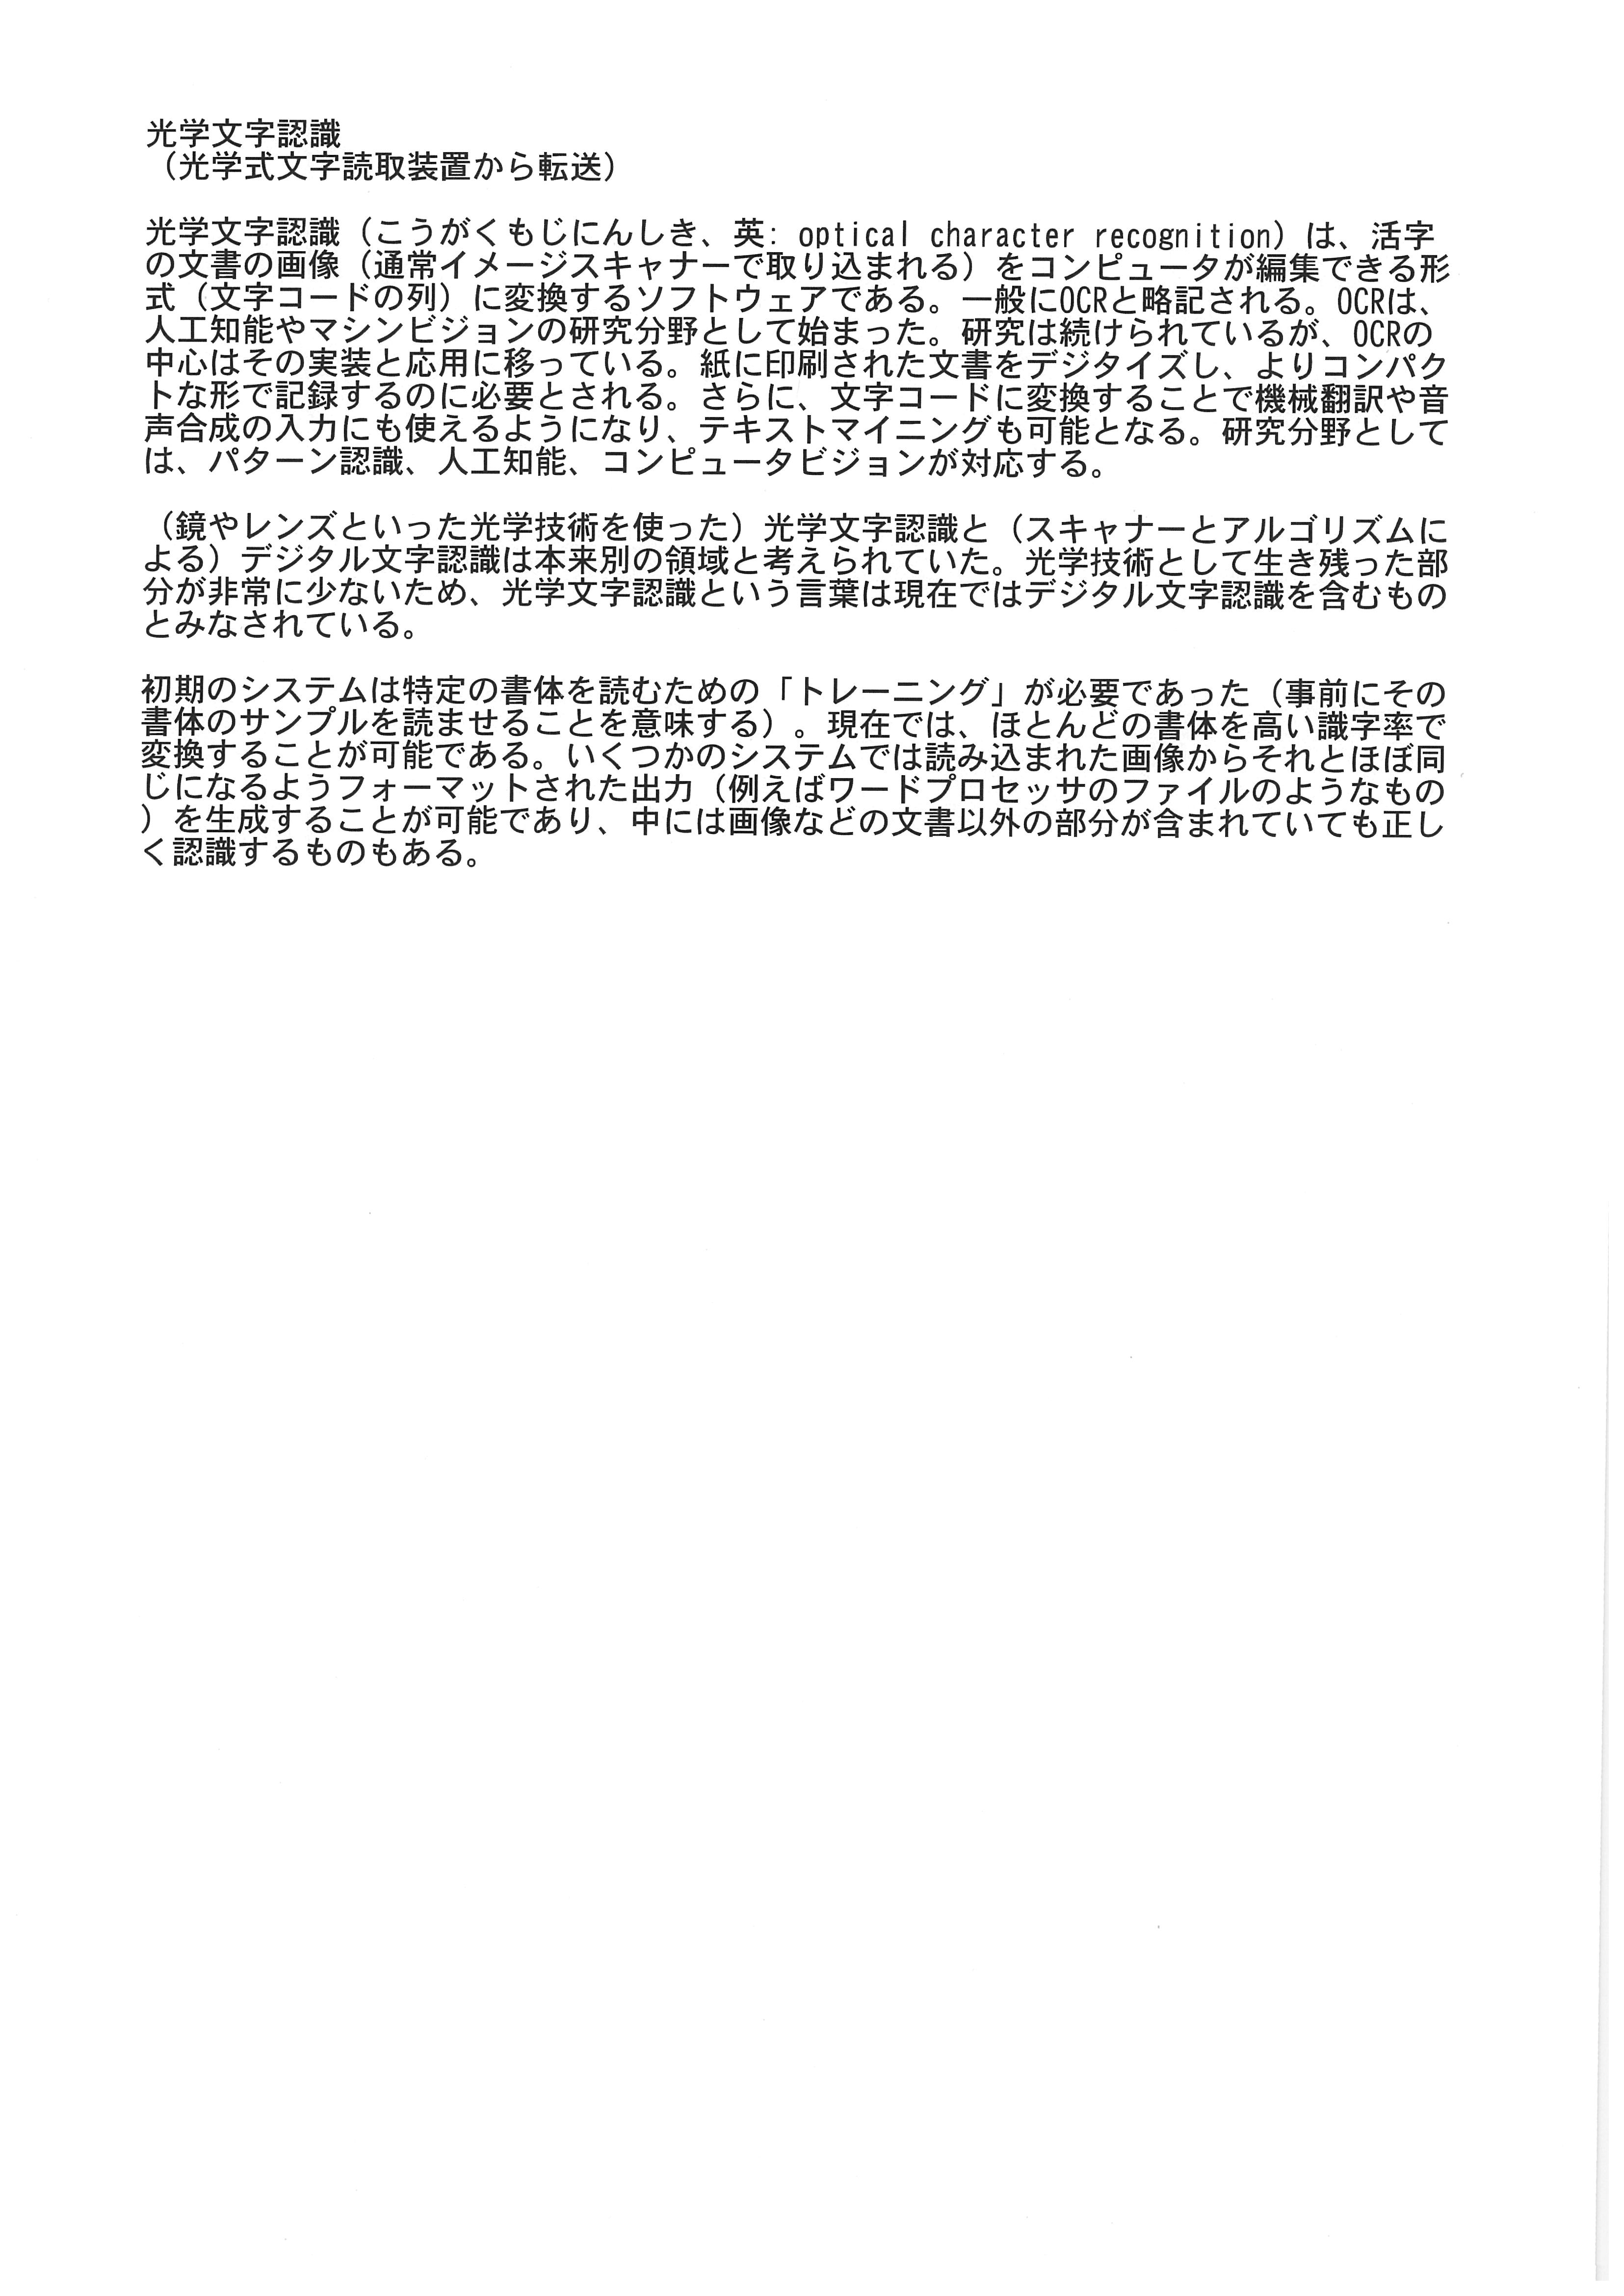 光学文字認識
（光学式文字読取装置から転送）
光学文字認識（こうがくもじにんしき、英: optical character recognition）は、活字
の文書の画像（通常イメージスキャナーで取り込まれる）をコンピュータが編集できる形
式（文字コードの列）に変換するソフトウェアである。一般にOCRと略記される。OCRは、
人工知能やマシンビジョンの研究分野として始まった。研究は続けられているが、OCRの
中心はその実装と応用に移っている。紙に印刷された文書をデジタイズし、よりコンパク
トな形で記録するのに必要とされる。さらに、文字コードに変換することで機械翻訳や音
声合成の入力にも使えるようになり、テキストマイニングも可能となる。研究分野として
は、パターン認識、人工知能、コンピュータビジョンが対応する。
（鏡やレンズといった光学技術を使った）光学文字認識と（スキャナーとアルゴリズムに
よる）デジタル文字認識は本来別の領域と考えられていた。光学技術として生き残った部
分が非常に少ないため、光学文字認識という言葉は現在ではデジタル文字認識を含むもの
とみなされている。
初期のシステムは特定の書体を読むための「トレーニング」が必要であった（事前にその
書体のサンプルを読ませることを意味する）。現在では、ほとんどの書体を高い識字率で
変換することが可能である。いくつかのシステムでは読み込まれた画像からそれとほぼ同
じになるようフォーマットされた出力（例えばワードプロセッサのファイルのようなもの
）を生成することが可能であり、中には画像などの文書以外の部分が含まれていても正し
く認識するものもある。